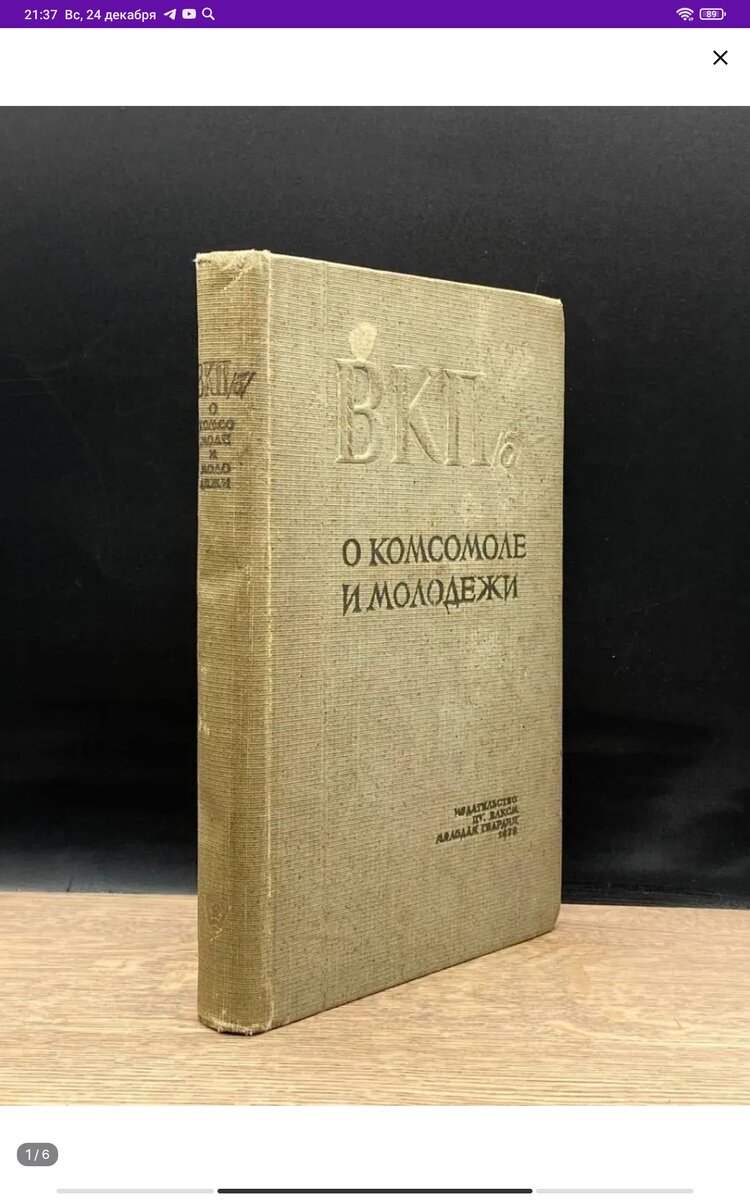 21:37 Вс, 24 декабря
89
ВКП/б/
О
КОМСО
МОЛЕ
И
МОЛО
ДЕЖИ
ВКП/б
О КОМСОМОЛЕ
И МОЛОДЕЖИ
ИЗДАТЕЛЬСТВО
ЦК ВЛКСМ
МОЛОДАЯ ГВАРДИЯ
1938
1/6